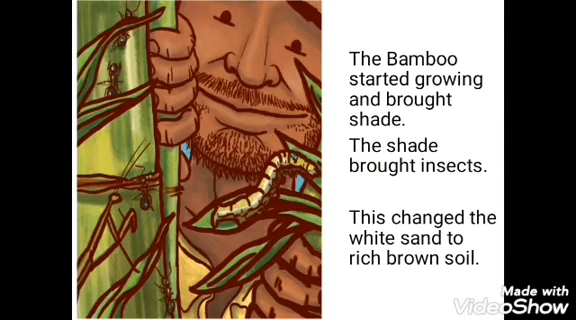 The Bamboo
started growing
and brought
shade.
The shade
brought insects.
This changed the
white sand to
rich brown soil.
Made with
VideoShow